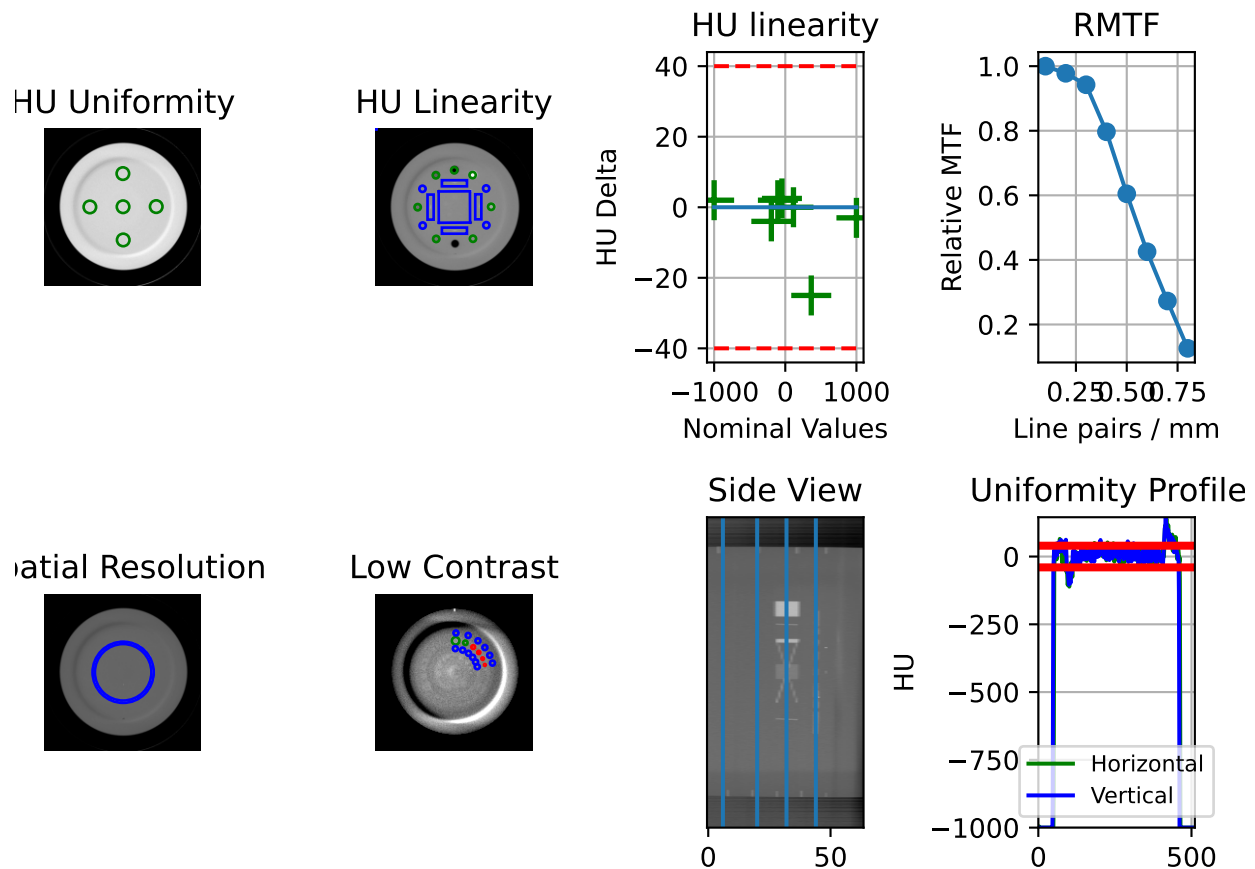 HU linearity
RMTF
HU Uniformity
HU Linearity
40
20
0
−20
−40
HU Delta
−1000 0 1000
Nominal Values
1.0
0.8
0.6
0.4
0.2
Relative MTF
0.25 0.50 0.75
Line pairs / mm
Side View
Uniformity Profile
patial Resolution
Low Contrast
0 50
0
−250
−500
−750
−1000
HU
Horizontal
Vertical
0 500